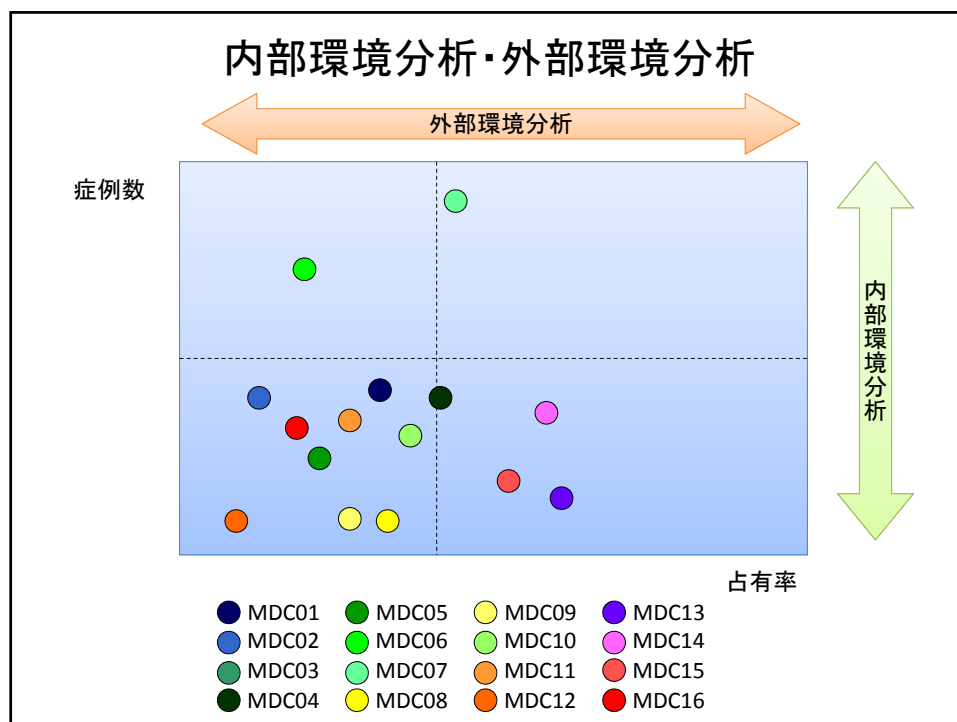 内部環境分析・外部環境分析
外部環境分析
症例数
内部環境分析
占有率
MDC01 MDC05 MDC09 MDC13
MDC02 MDC06 MDC10 MDC14
MDC03 MDC07 MDC11 MDC15
MDC04 MDC08 MDC12 MDC16